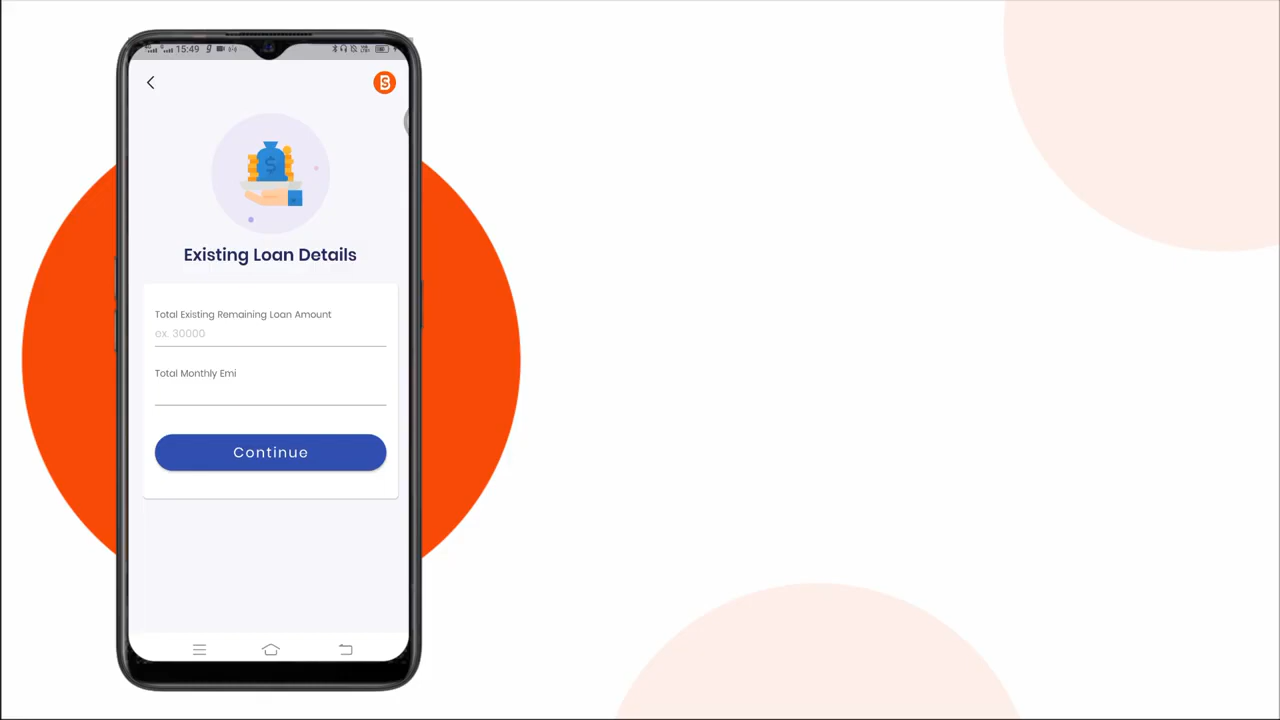 15:49
Existing Loan Details
Total Existing Remaining Loan Amount
ex. 30000
Total Monthly Emi
Continue